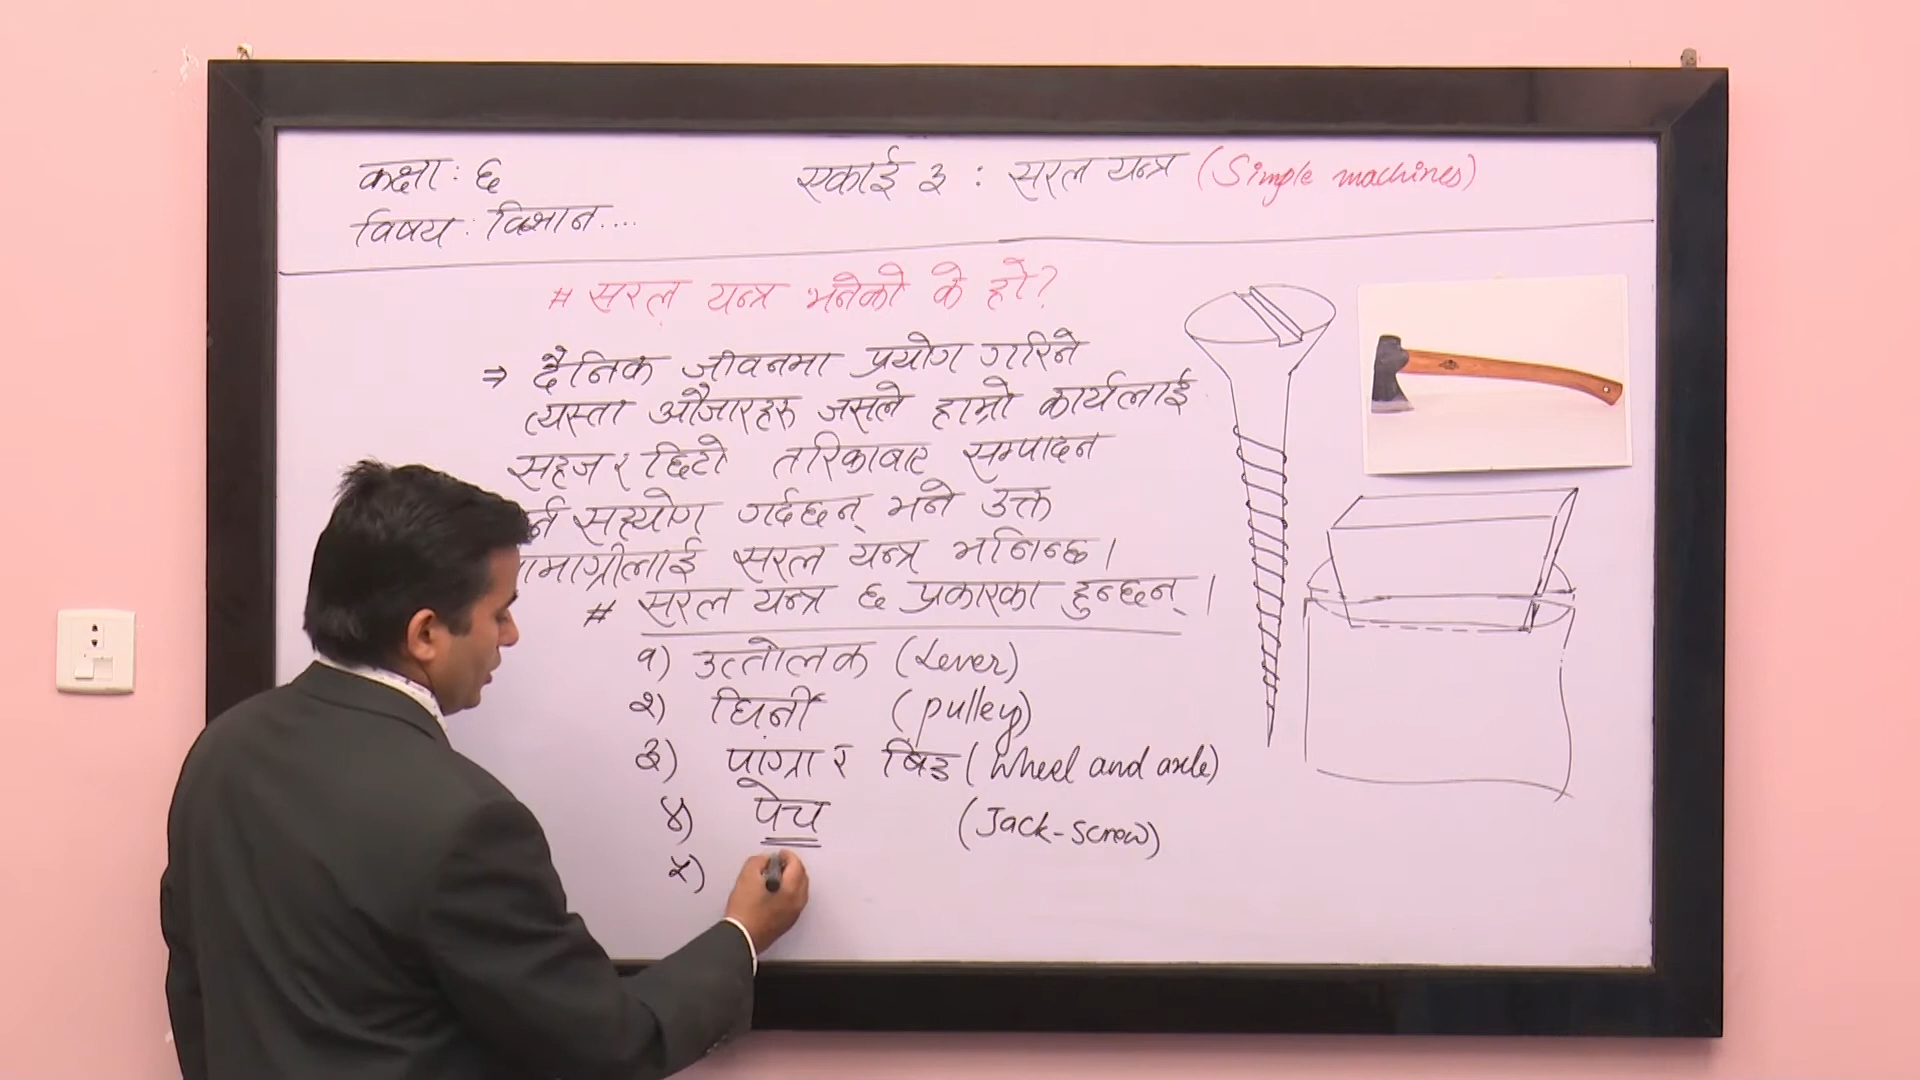 कक्षा : ६
एकाई ३ : सरल यन्त्र (Simple machines)
विषय : विज्ञान....
# सरल यन्त्र भनेको के हो?
⇒ दैनिक जीवनमा प्रयोग गरिने
त्यस्ता औजारहरु जसले हाम्रो कार्यलाई
सहज र छिटो तरिकाबाट सम्पादन
सहयोग गर्दछन् भने उक्त
सरल यन्त्र भनिन्छ।
# सरल यन्त्र ६ प्रकारका हुन्छन् ।
१) उत्तोलक (Lever)
२) घिर्नी (pulley)
३) पांग्रा र बिंड (Wheel and axle)
४) पेच (Jack-screw)
५)